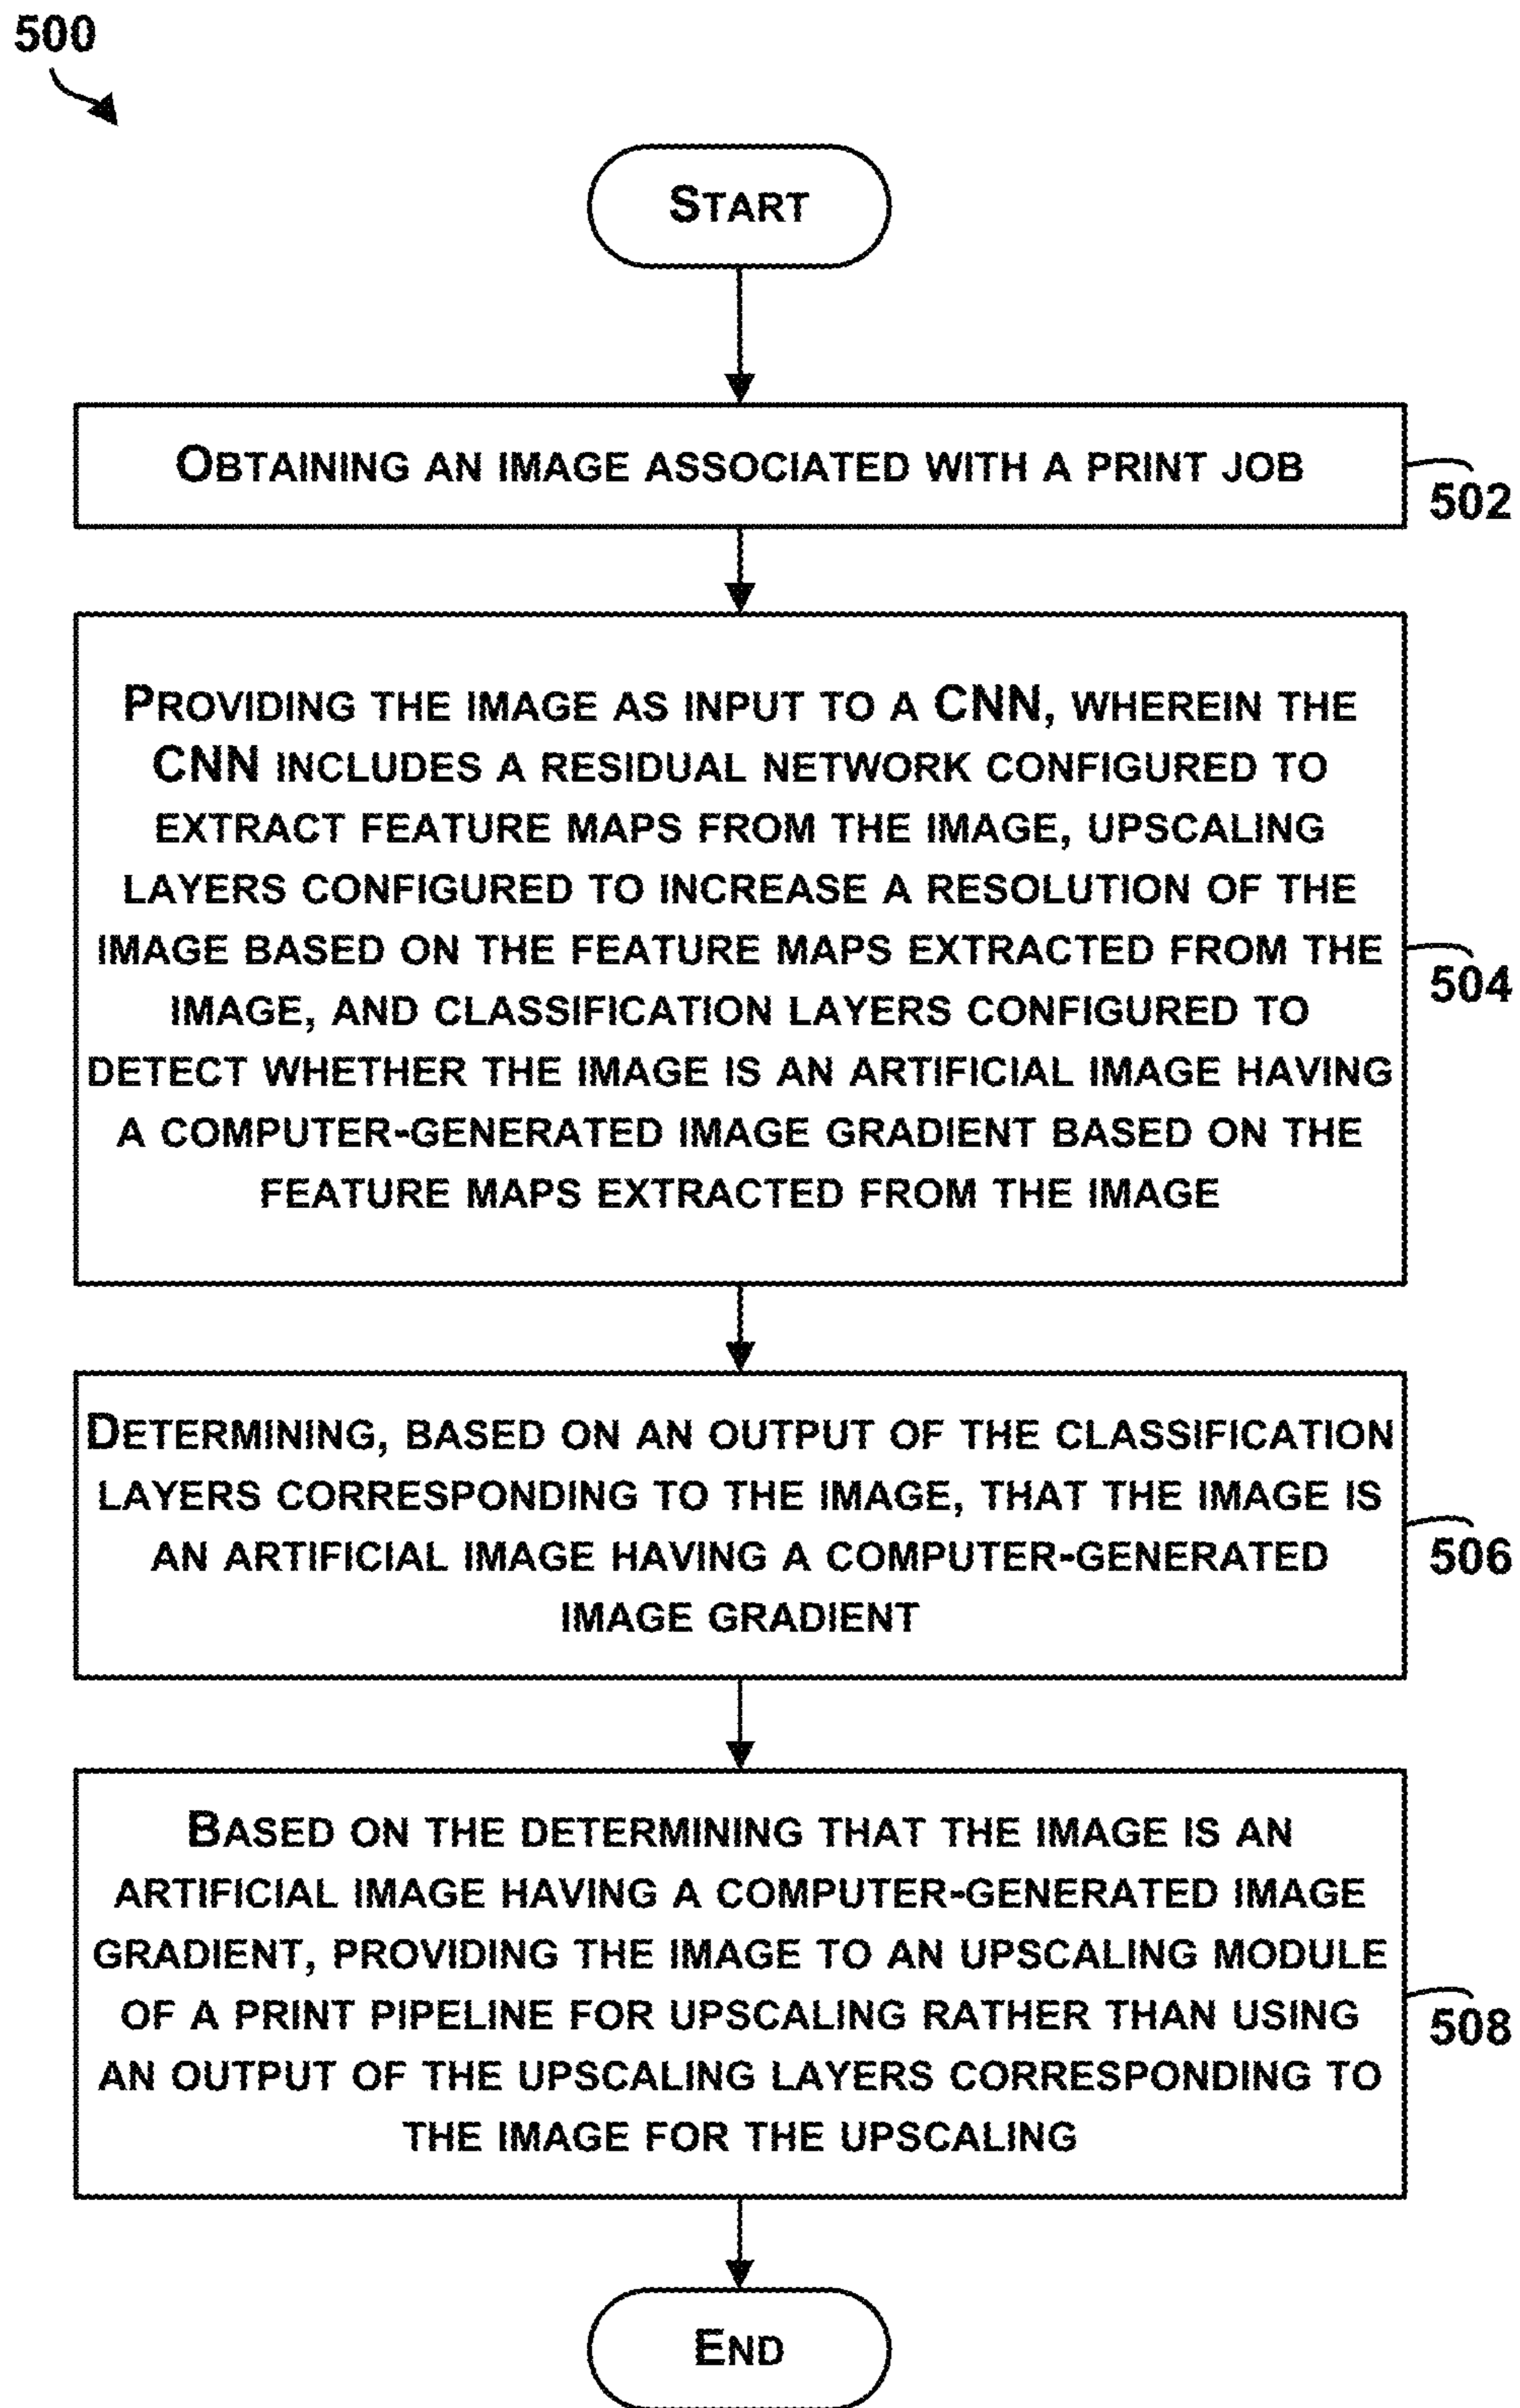 500
START
OBTAINING AN IMAGE ASSOCIATED WITH A PRINT JOB
502
PROVIDING THE IMAGE AS INPUT TO A CNN, WHEREIN THE
CNN INCLUDES A RESIDUAL NETWORK CONFIGURED TO
EXTRACT FEATURE MAPS FROM THE IMAGE, UPSCALING
LAYERS CONFIGURED TO INCREASE A RESOLUTION OF THE
IMAGE BASED ON THE FEATURE MAPS EXTRACTED FROM THE
IMAGE, AND CLASSIFICATION LAYERS CONFIGURED TO
DETECT WHETHER THE IMAGE IS AN ARTIFICIAL IMAGE HAVING
A COMPUTER-GENERATED IMAGE GRADIENT BASED ON THE
FEATURE MAPS EXTRACTED FROM THE IMAGE
504
DETERMINING, BASED ON AN OUTPUT OF THE CLASSIFICATION
LAYERS CORRESPONDING TO THE IMAGE, THAT THE IMAGE IS
AN ARTIFICIAL IMAGE HAVING A COMPUTER-GENERATED
IMAGE GRADIENT
506
BASED ON THE DETERMINING THAT THE IMAGE IS AN
ARTIFICIAL IMAGE HAVING A COMPUTER-GENERATED IMAGE
GRADIENT, PROVIDING THE IMAGE TO AN UPSCALING MODULE
OF A PRINT PIPELINE FOR UPSCALING RATHER THAN USING
AN OUTPUT OF THE UPSCALING LAYERS CORRESPONDING TO
THE IMAGE FOR THE UPSCALING
508
END